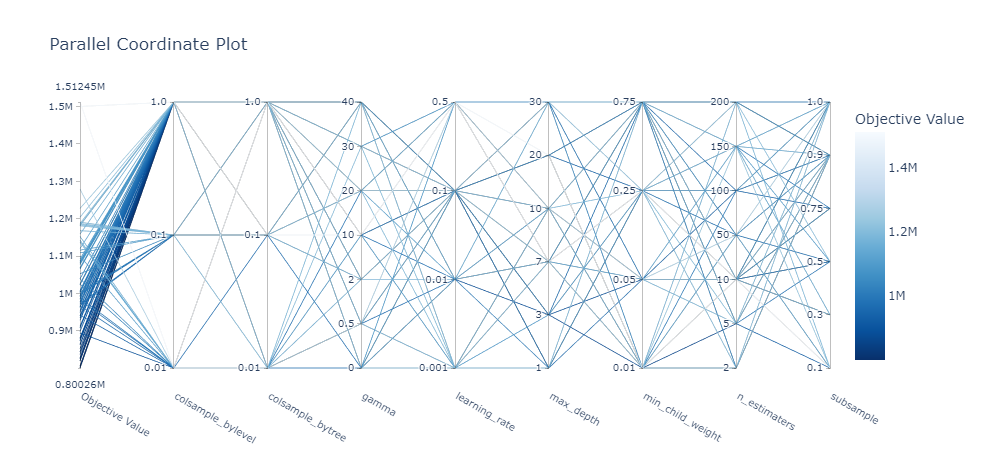 Parallel Coordinate Plot
1.51245M
1.5M
1.4M
1.3M
1.2M
1.1M
1M
0.9M
0.80026M
Objective Value
1.0
0.1
0.01
colsample_bylevel
1.0
0.1
0.01
colsample_bytree
40
30
20
10
2
0.5
0
gamma
0.5
0.1
0.01
0.001
learning_rate
30
20
10
7
3
1
max_depth
0.75
0.25
0.05
0.01
min_child_weight
200
150
100
50
10
5
2
n_estimaters
1.0
0.9
0.75
0.5
0.3
0.1
subsample
Objective Value
1.4M
1.2M
1M